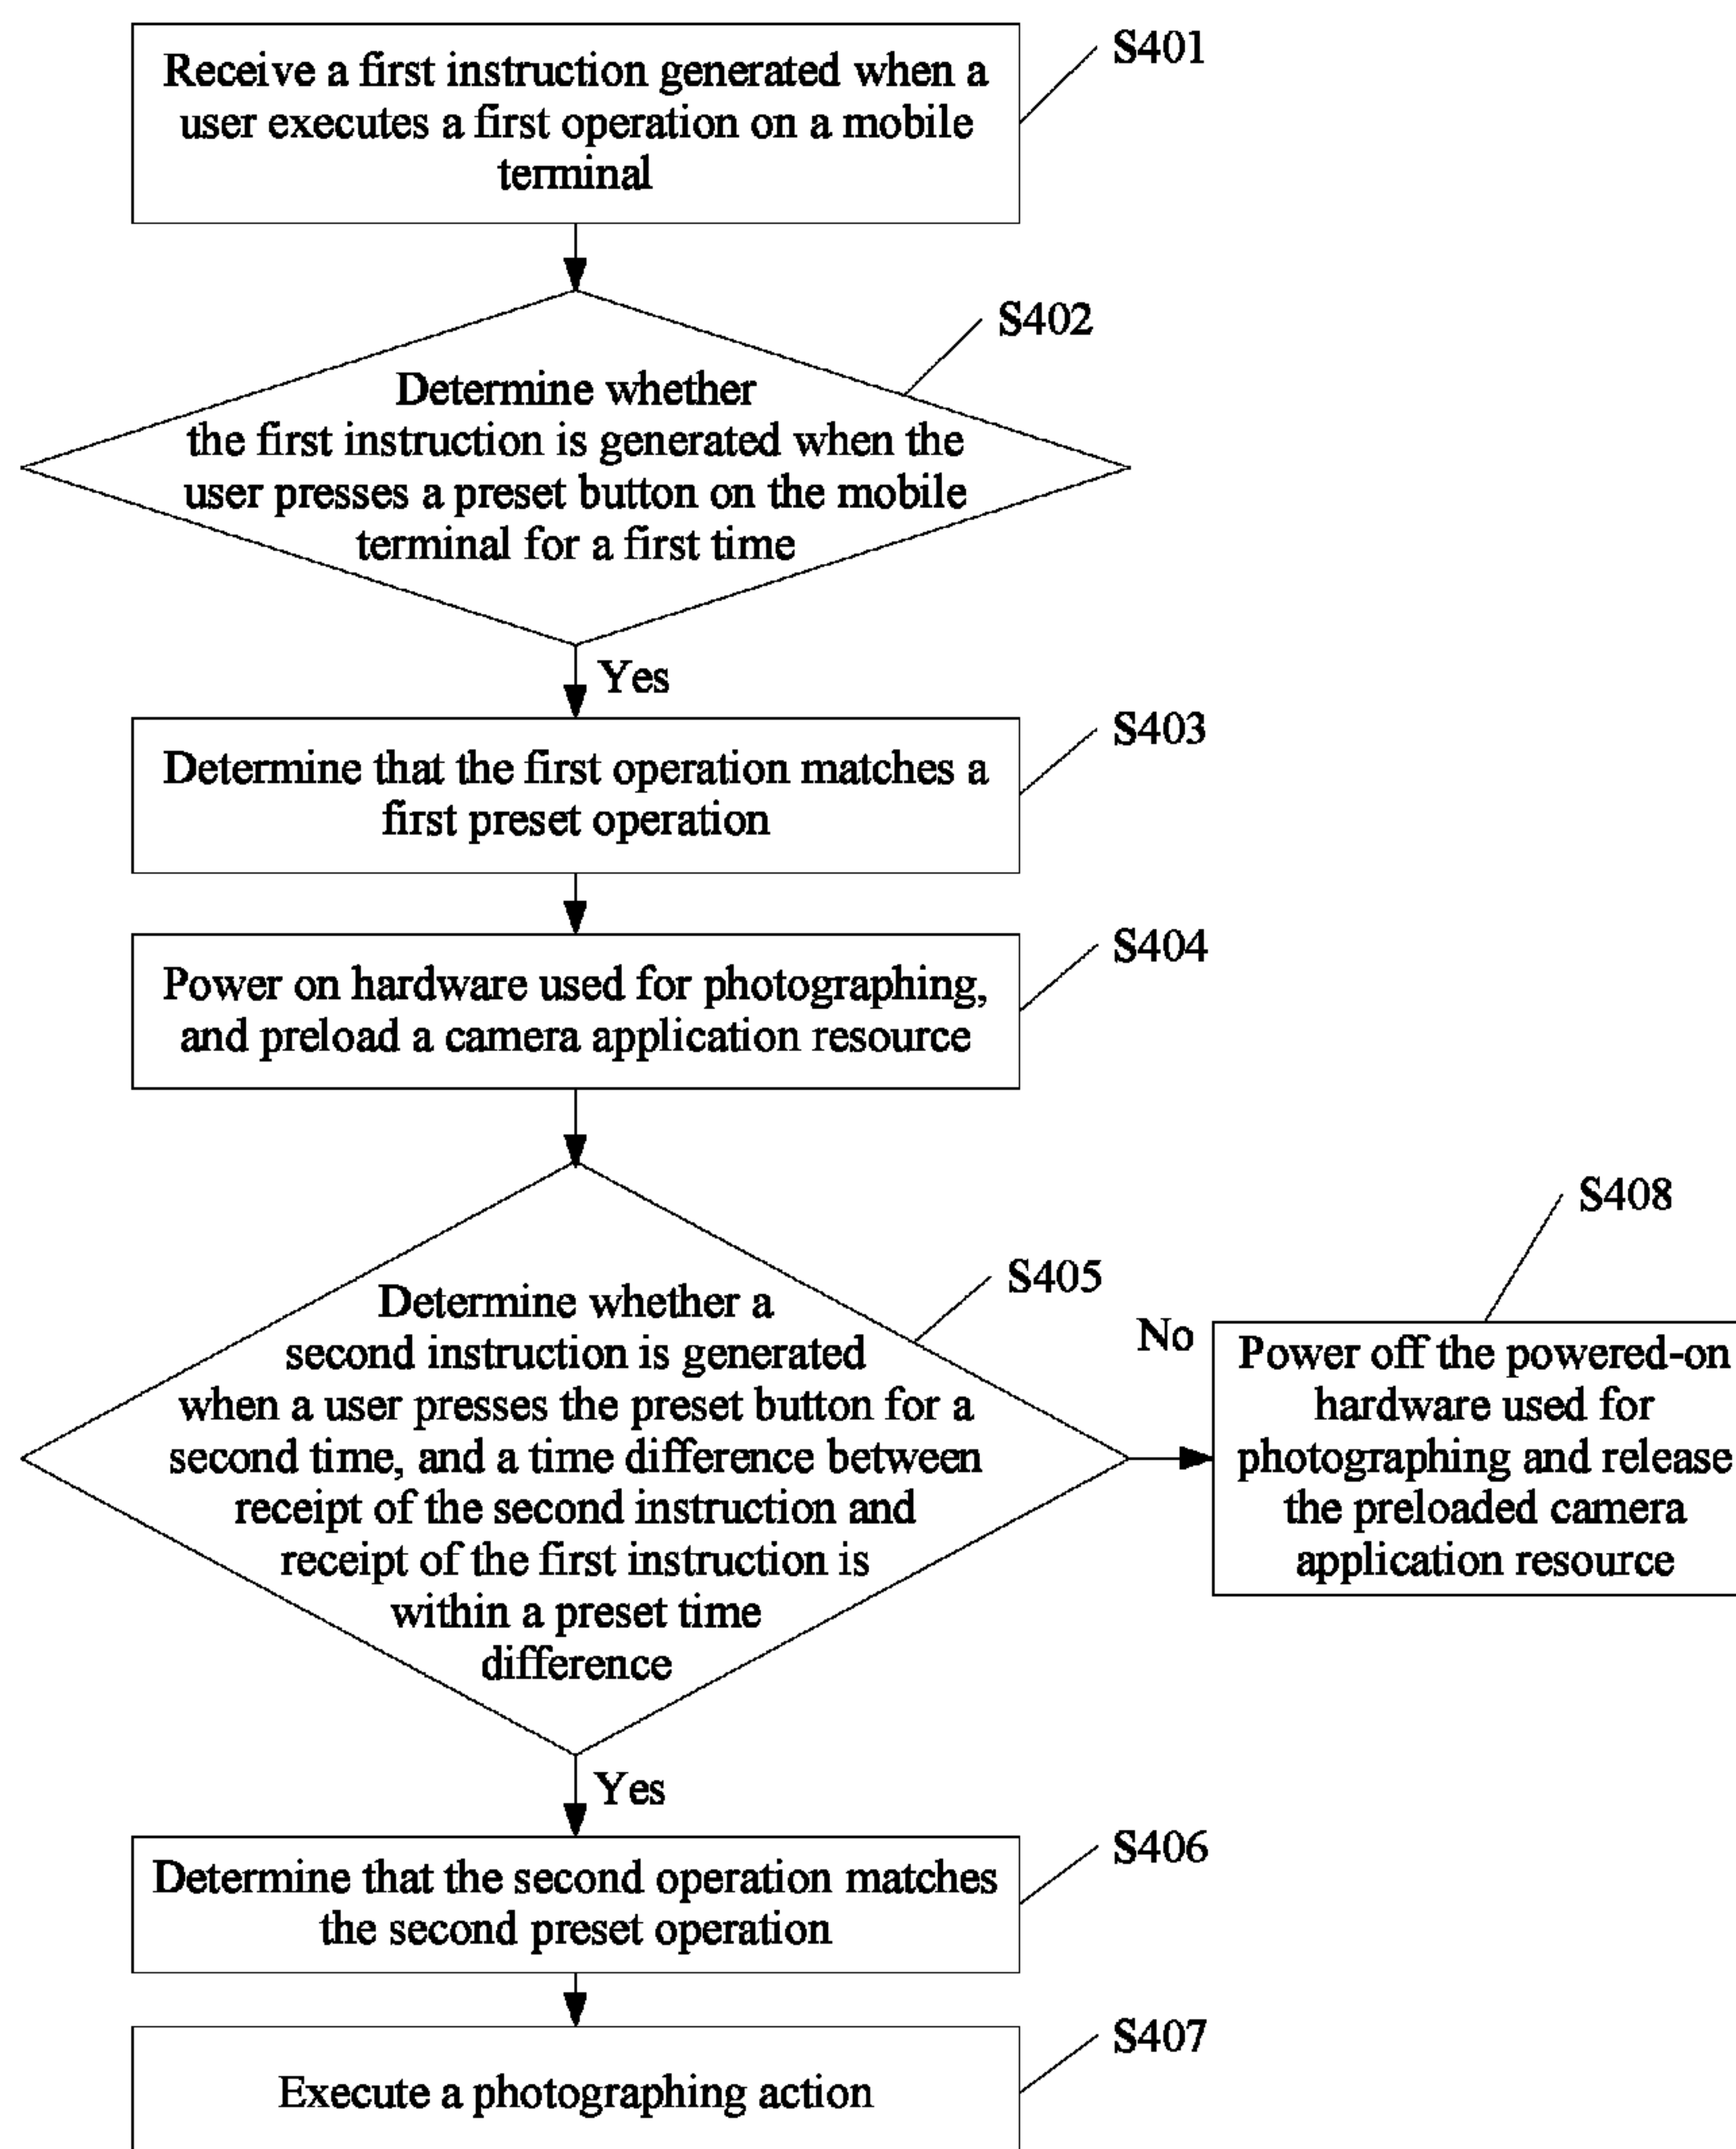 Receive a first instruction generated when a
user executes a first operation on a mobile
terminal
S401
S402
Determine whether
the first instruction is generated when the
user presses a preset button on the mobile
terminal for a first time
Yes
S403
Determine that the first operation matches a
first preset operation
S404
Power on hardware used for photographing,
and preload a camera application resource
S405
Determine whether a
second instruction is generated
when a user presses the preset button for a
second time, and a time difference between
receipt of the second instruction and
receipt of the first instruction is
within a preset time
difference
No
S408
Power off the powered-on
hardware used for
photographing and release
the preloaded camera
application resource
Yes
S406
Determine that the second operation matches
the second preset operation
S407
Execute a photographing action